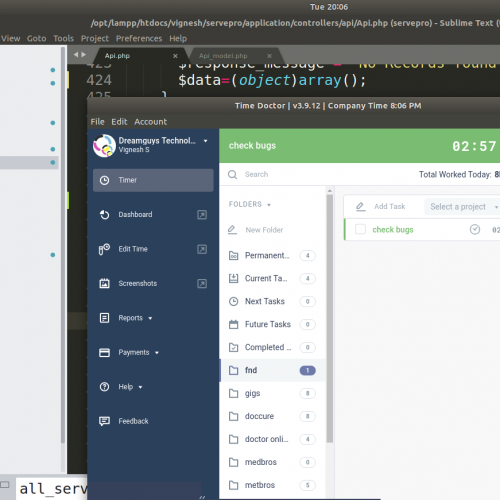 Tue 20:06
/opt/lampp/htdocs/vignesh/servepro/application/controllers/api/Api.php (servepro) - Sublime Text (
View Goto Tools Project Preferences Help
Api.php × Api_model.php ×
423 $response_message = "No Records found
424 $data=(object)array();
425 }
Time Doctor | v3.9.12 | Company Time 8:06 PM
File Edit Account
Dreamguys Technol...
Vignesh S
check bugs 02:57
Timer
Search Total Worked Today: 8
Dashboard
FOLDERS
Add Task Select a project
New Folder
check bugs 02
Edit Time
Permanent... 4
Screenshots
Current Ta... 4
Next Tasks 0
Reports
Future Tasks 0
Payments
Completed ... 0
fnd 1
Help
gigs 8
Feedback
doccure 8
doctor onli... 4
medbros 0
metbros 5
all_serv